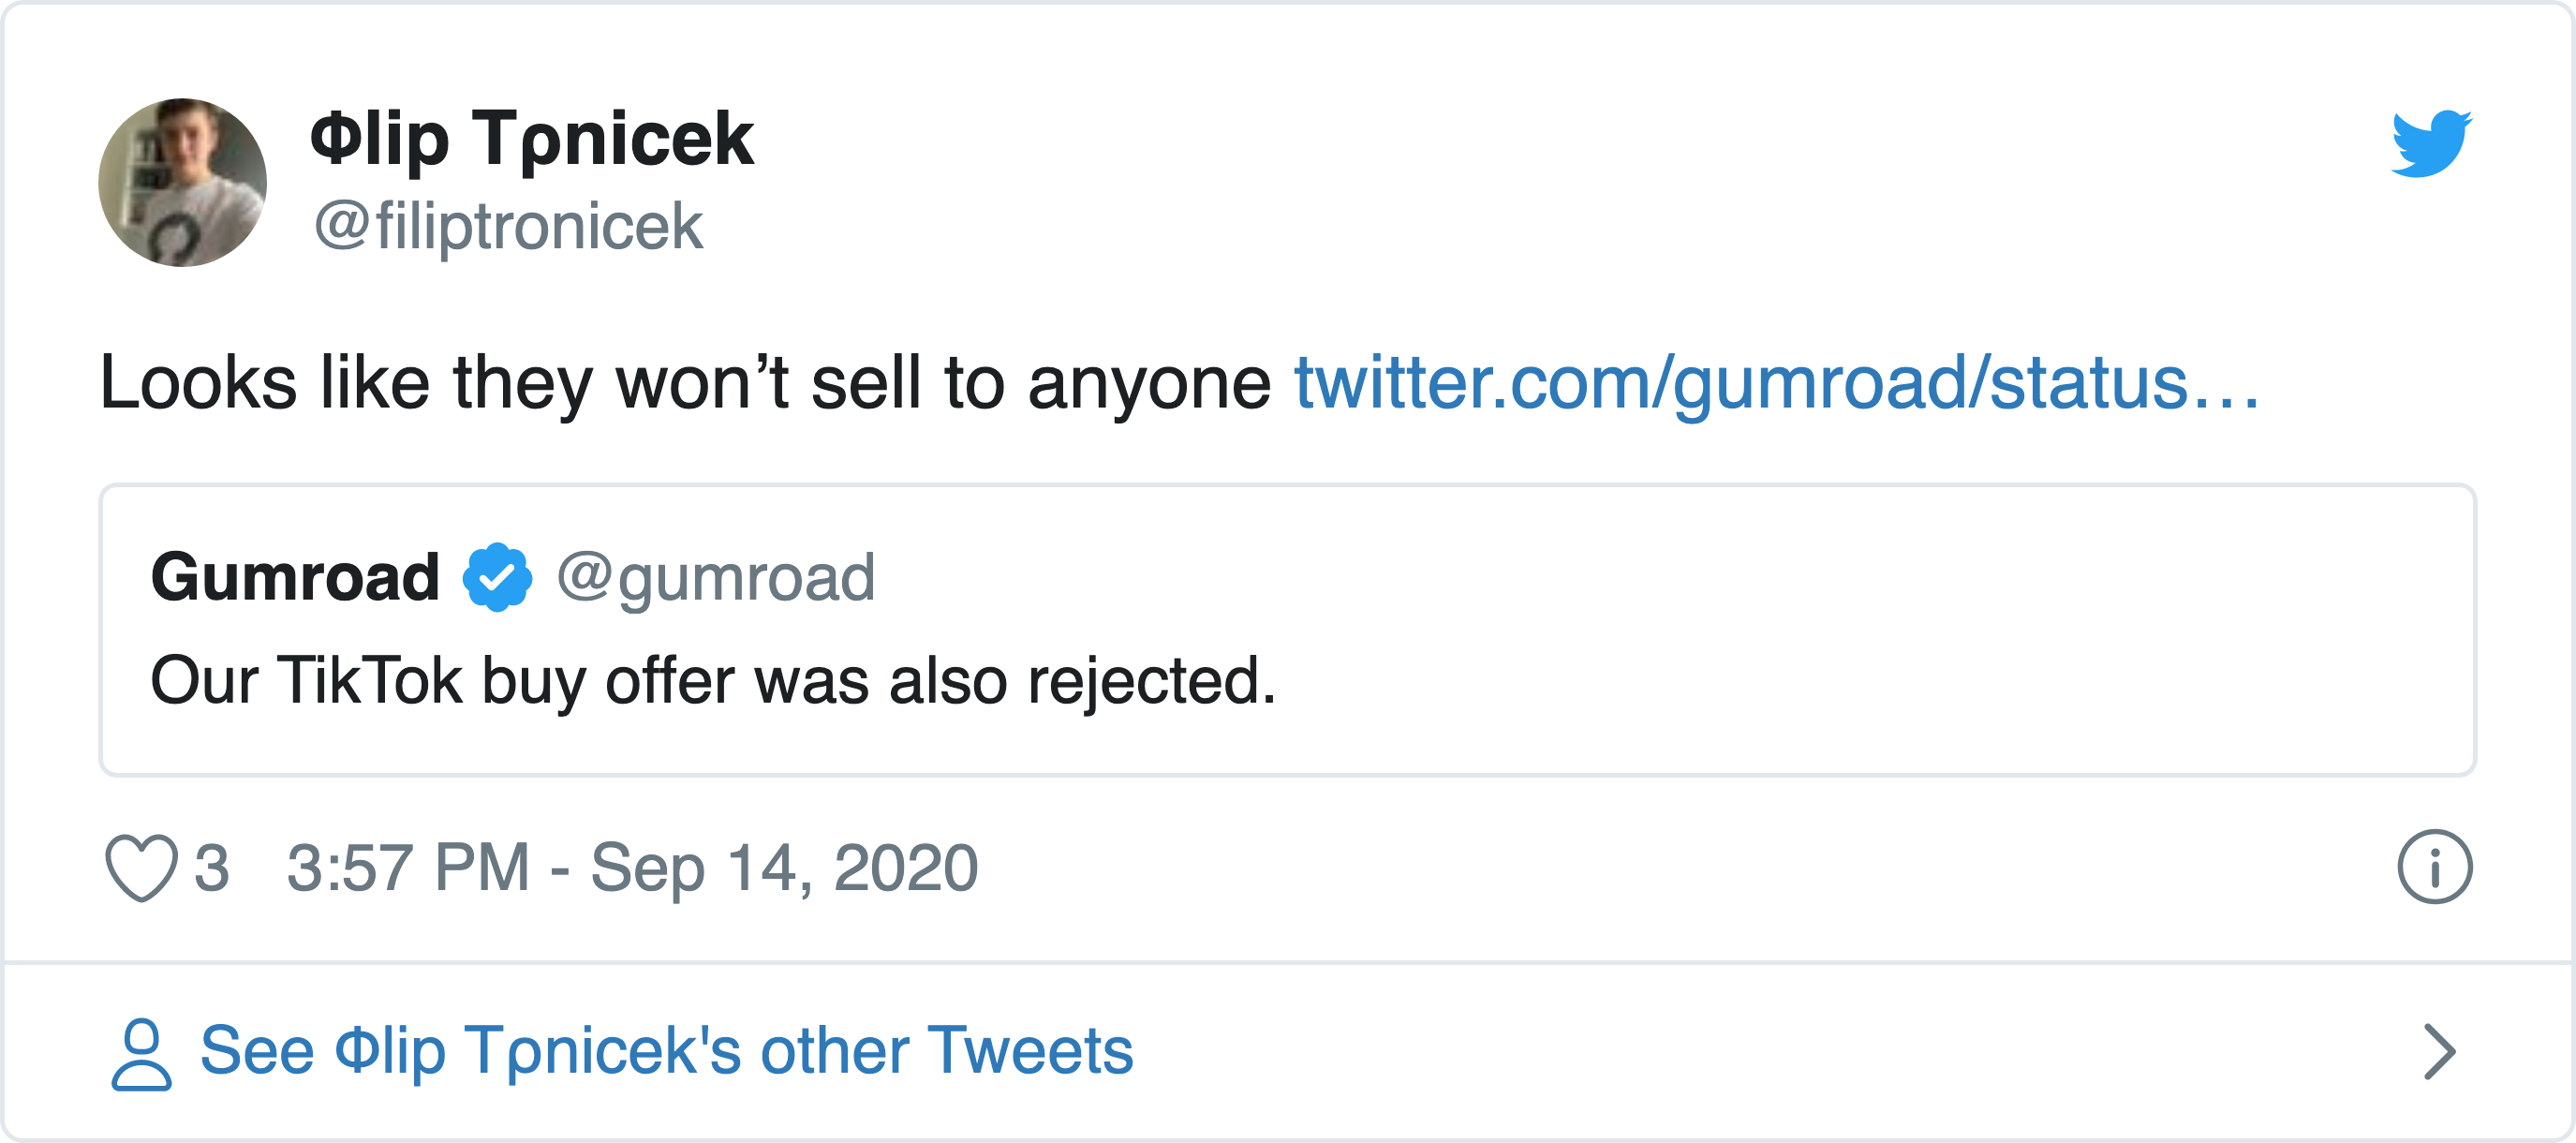 Φlip Tρnicek
@filiptronicek
Looks like they won’t sell to anyone twitter.com/gumroad/status…
Gumroad @gumroad
Our TikTok buy offer was also rejected.
3 3:57 PM - Sep 14, 2020
See Φlip Tρnicek's other Tweets